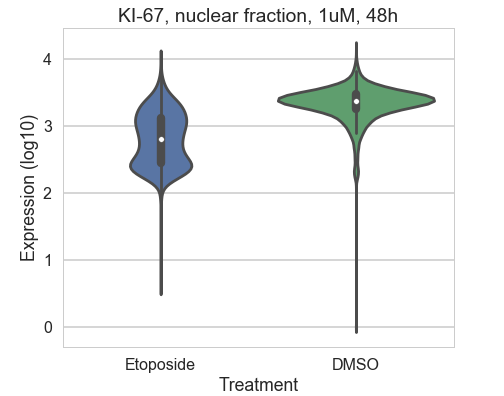 KI-67, nuclear fraction, 1uM, 48h
Expression (log10)
4
3
2
1
0
Etoposide DMSO
Treatment